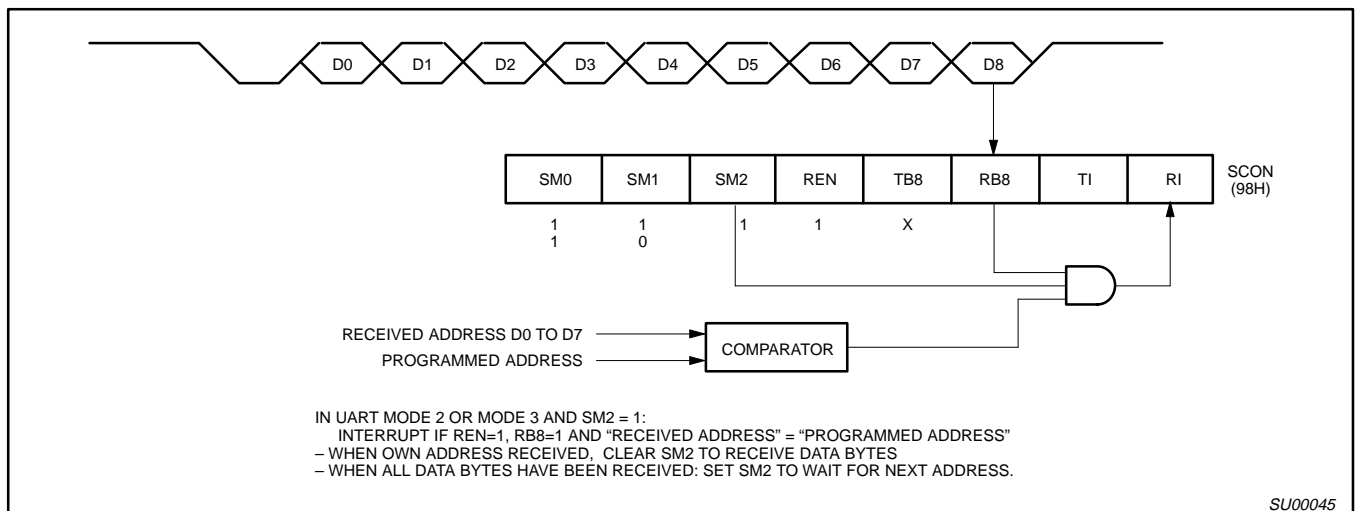 D0 D1 D2 D3 D4 D5 D6 D7 D8
SM0 SM1 SM2 REN TB8 RB8 TI RI
SCON
(98H)
1 1 1 1 X
1 0
RECEIVED ADDRESS D0 TO D7
PROGRAMMED ADDRESS
COMPARATOR
IN UART MODE 2 OR MODE 3 AND SM2 = 1:
INTERRUPT IF REN=1, RB8=1 AND “RECEIVED ADDRESS” = “PROGRAMMED ADDRESS”
– WHEN OWN ADDRESS RECEIVED, CLEAR SM2 TO RECEIVE DATA BYTES
– WHEN ALL DATA BYTES HAVE BEEN RECEIVED: SET SM2 TO WAIT FOR NEXT ADDRESS.
SU00045